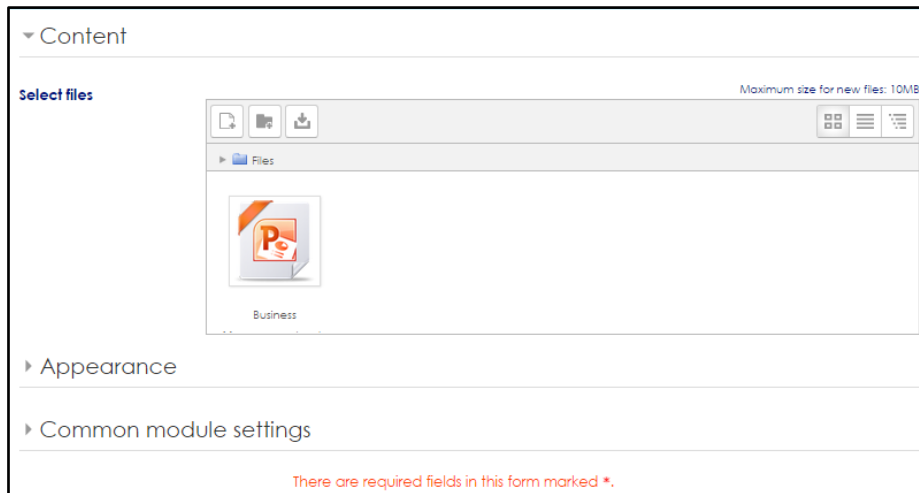 Content
Select files
Maximum size for new files: 10MB
Files
P
Business
Appearance
Common module settings
There are required fields in this form marked *.